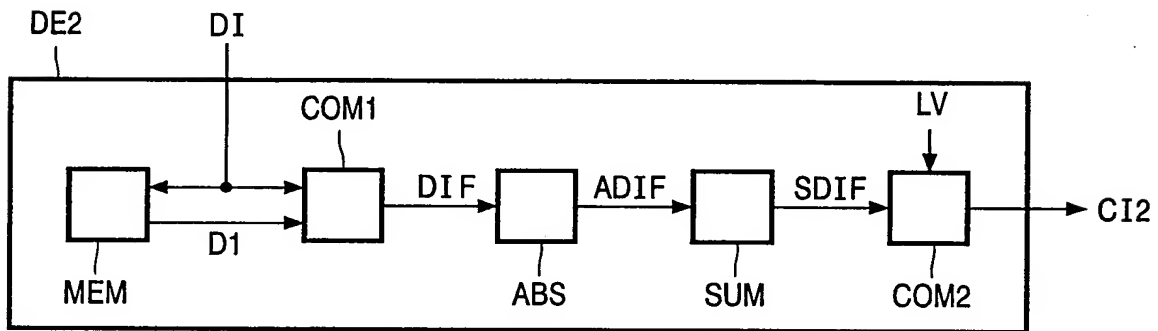 DE2
DI
COM1
LV
DIF
ADIF
SDIF
CI2
D1
MEM
ABS
SUM
COM2